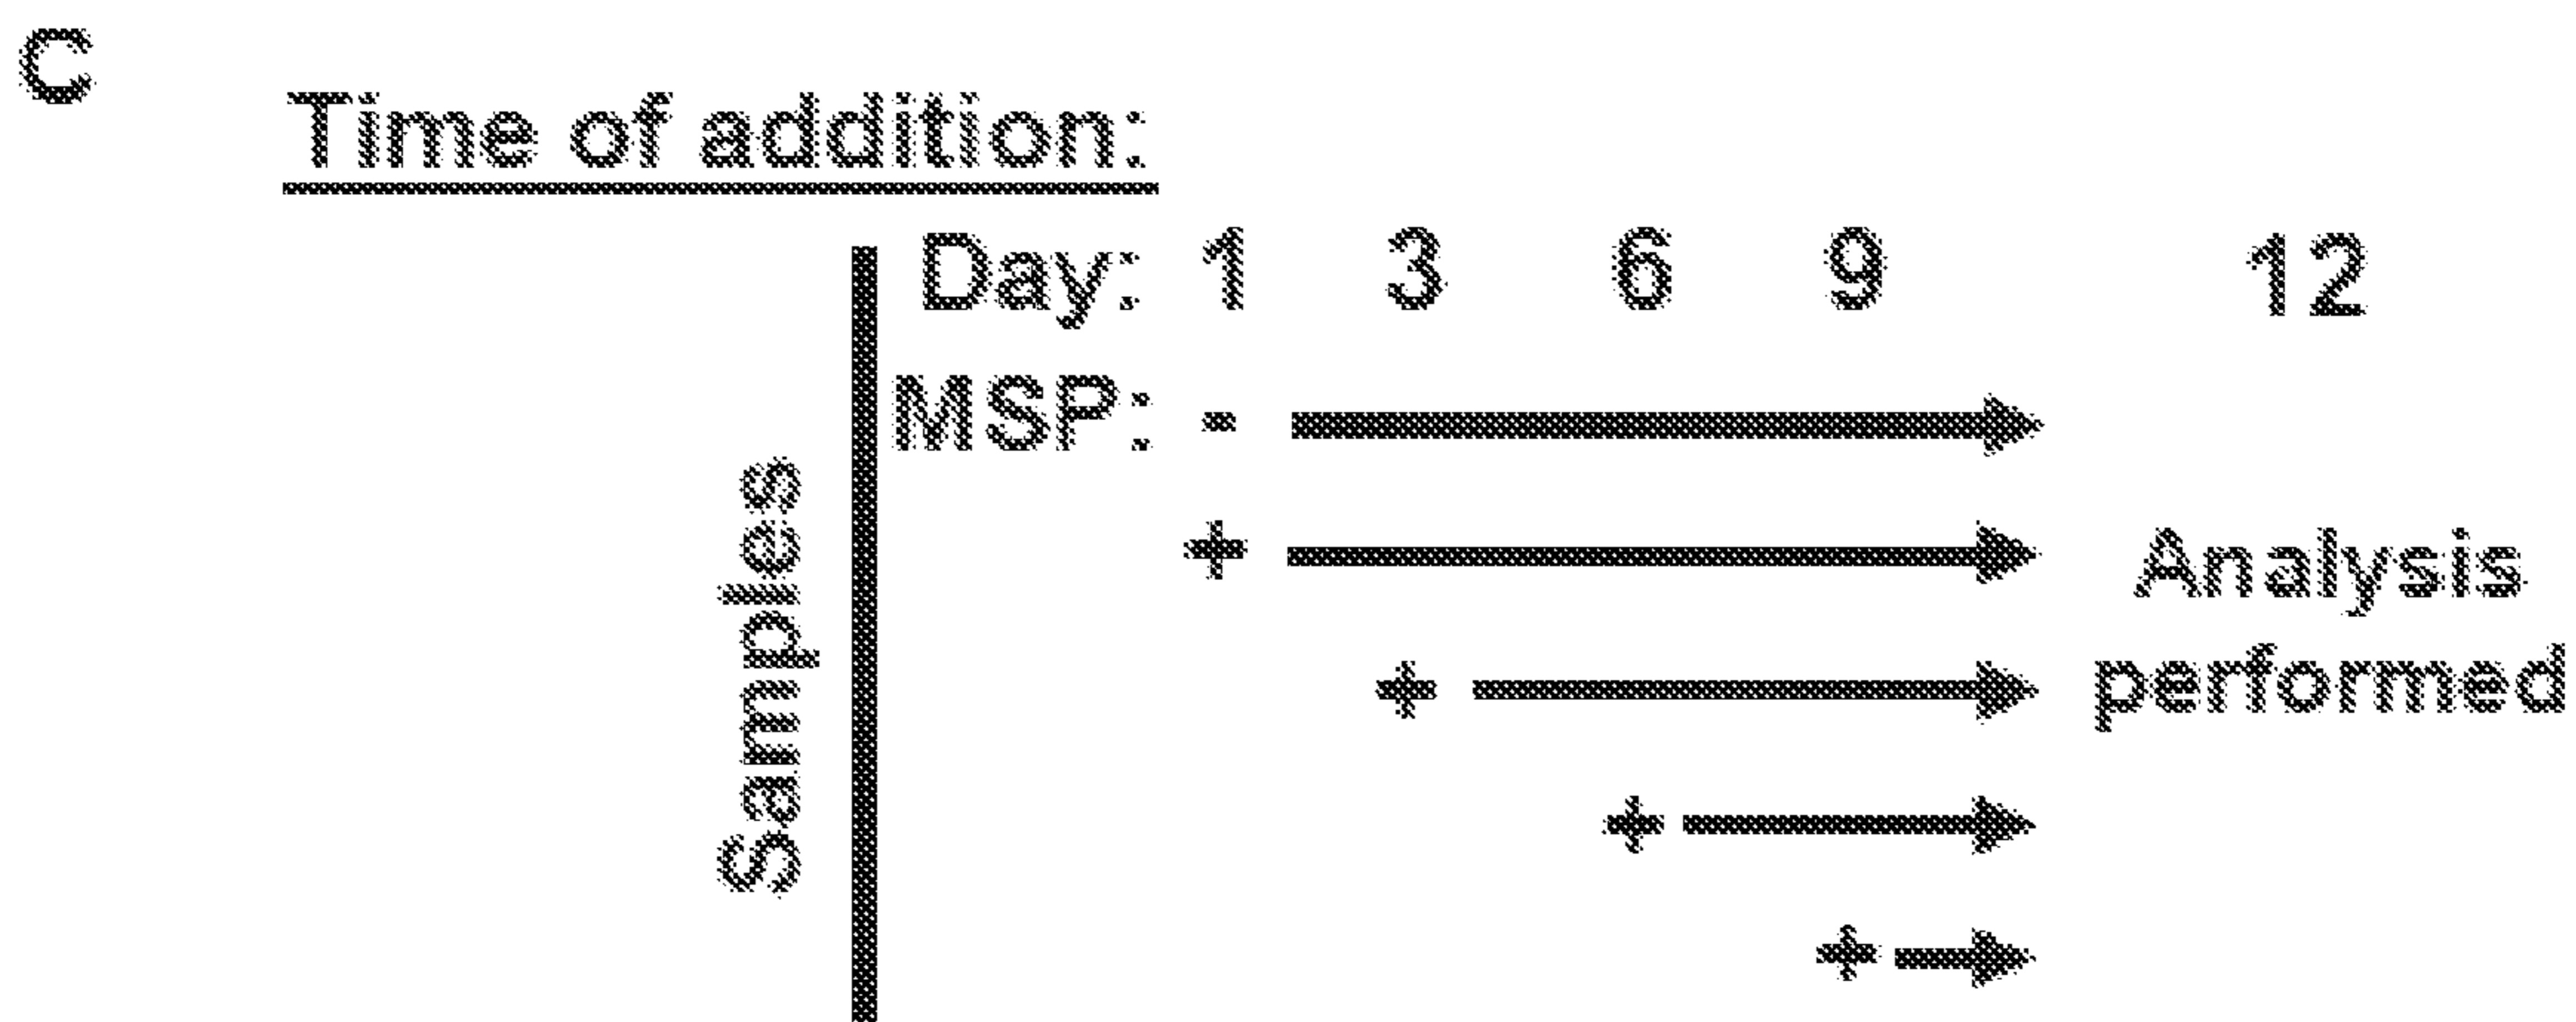 C
Time of addition:
Day: 1 3 6 9 12
MSP: -
+
Analysis
performed
+
+
+
Samples